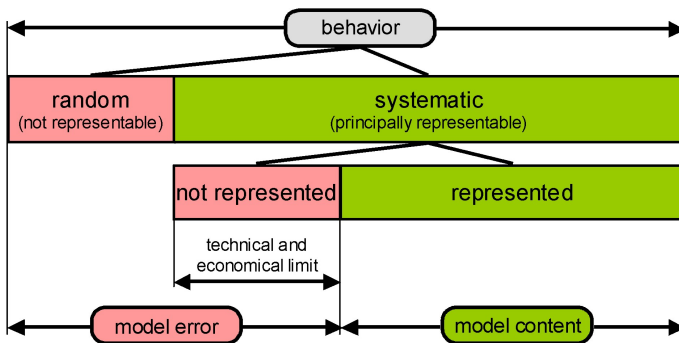 behavior
random
(not representable)
systematic
(principally representable)
not represented
represented
technical and
economical limit
model error
model content